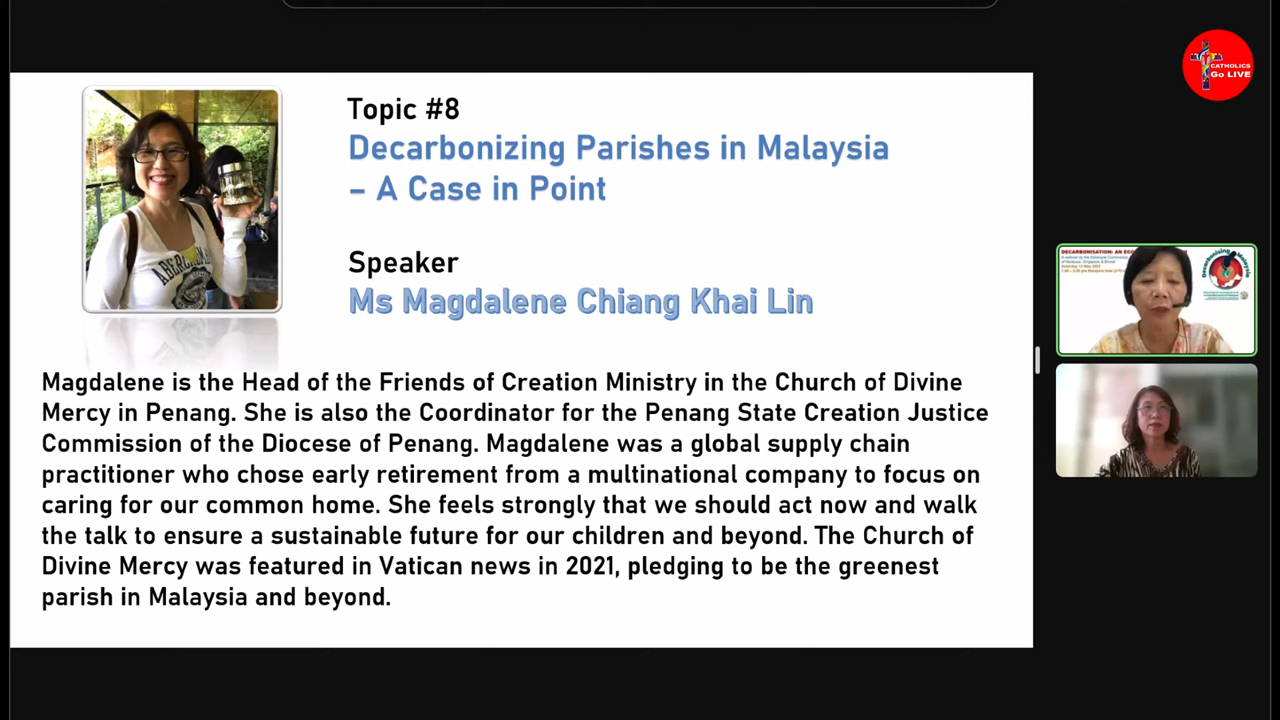 CATHOLICS
Go LIVE
Topic #8
Decarbonizing Parishes in Malaysia
– A Case in Point
Speaker
Ms Magdalene Chiang Khai Lin
Magdalene is the Head of the Friends of Creation Ministry in the Church of Divine
Mercy in Penang. She is also the Coordinator for the Penang State Creation Justice
Commission of the Diocese of Penang. Magdalene was a global supply chain
practitioner who chose early retirement from a multinational company to focus on
caring for our common home. She feels strongly that we should act now and walk
the talk to ensure a sustainable future for our children and beyond. The Church of
Divine Mercy was featured in Vatican news in 2021, pledging to be the greenest
parish in Malaysia and beyond.
DECARBONISATION: AN
Decarbonizing
Malaysia